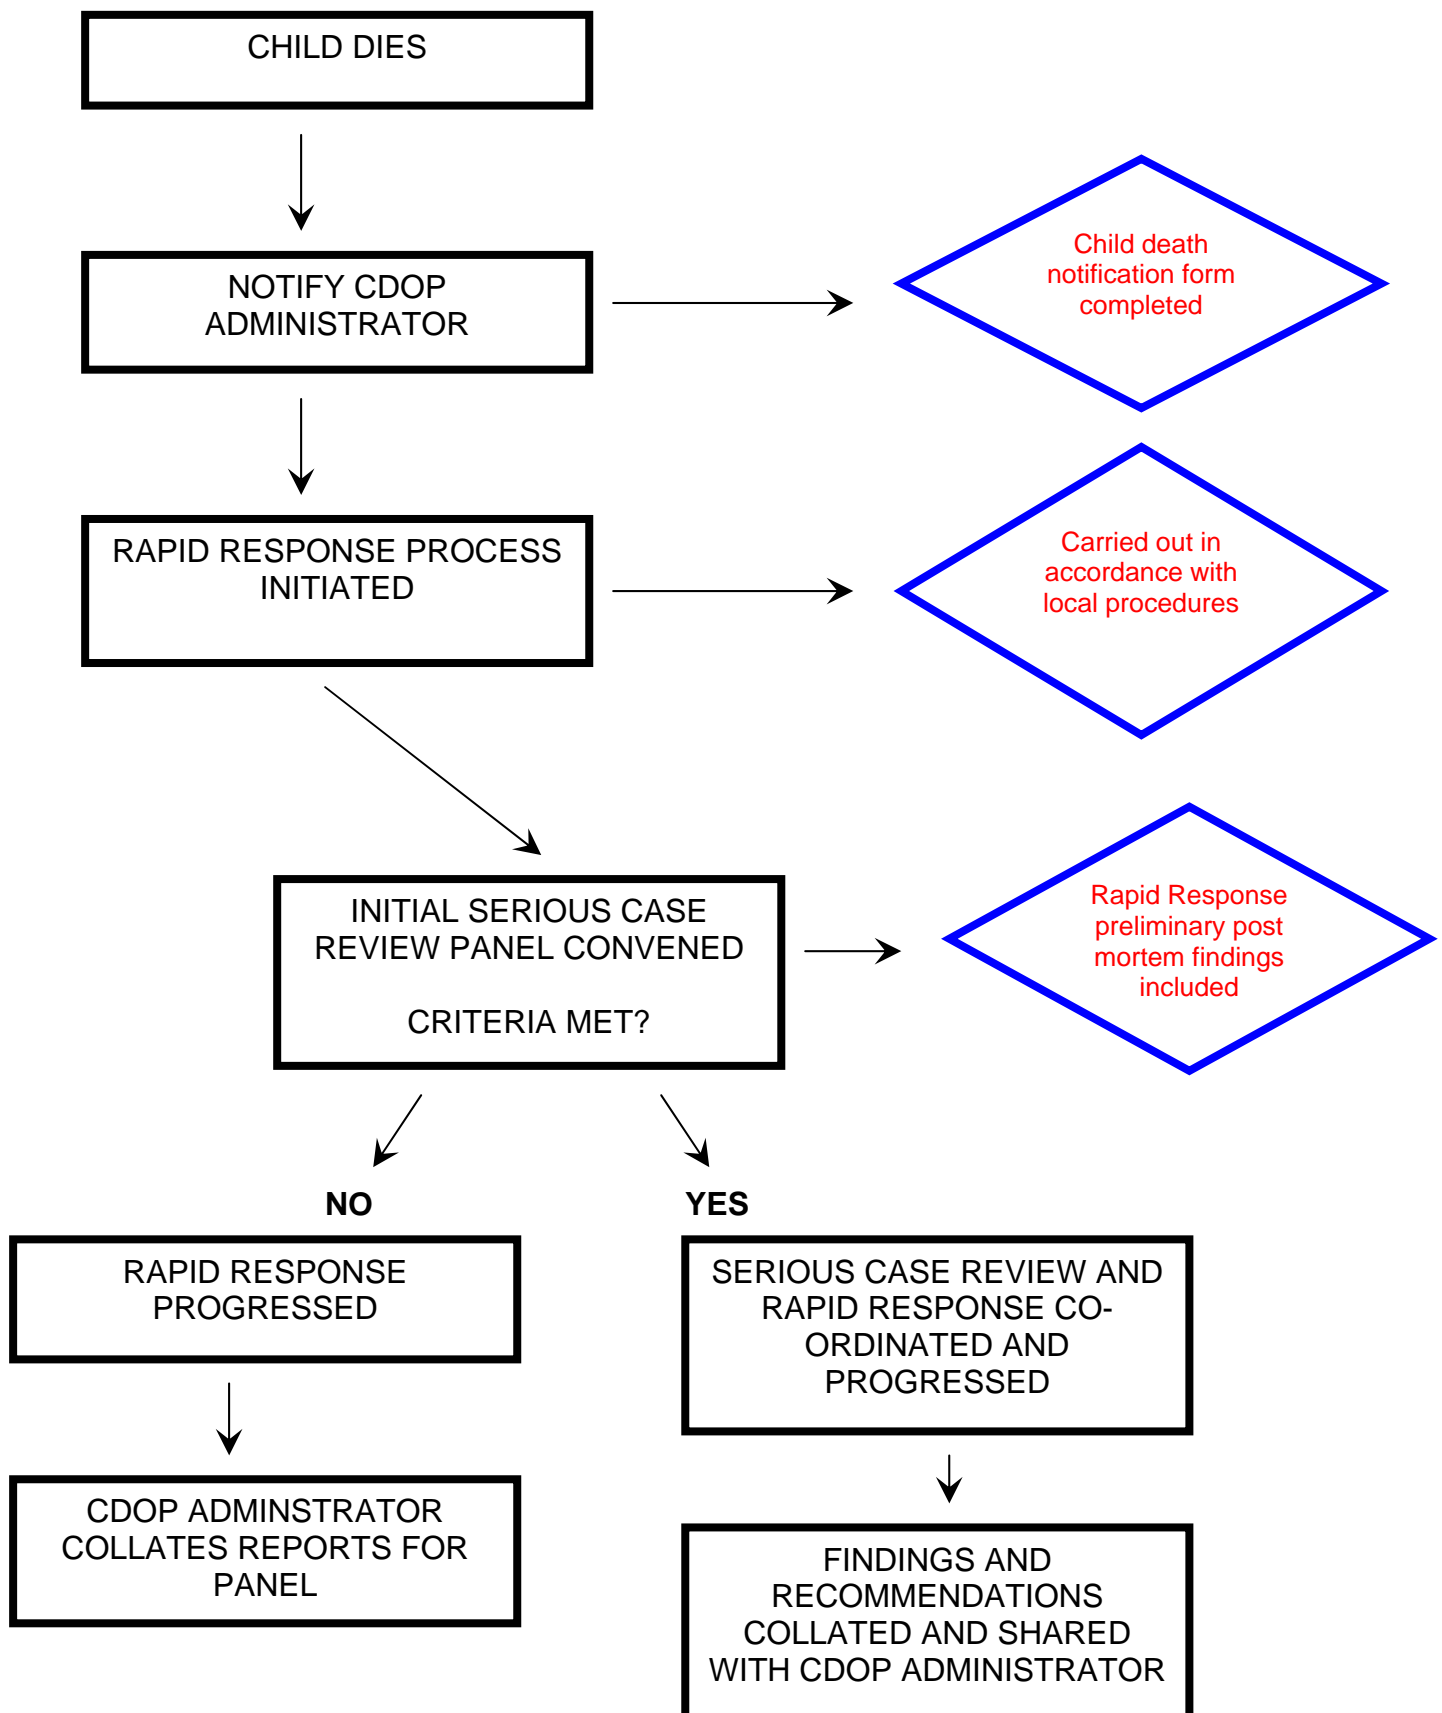 CHILD DIES
NOTIFY CDOP
ADMINISTRATOR
Child death
notification form
completed
RAPID RESPONSE PROCESS
INITIATED
Carried out in
accordance with
local procedures
INITIAL SERIOUS CASE
REVIEW PANEL CONVENED
CRITERIA MET?
Rapid Response
preliminary post
mortem findings
included
NO
YES
RAPID RESPONSE
PROGRESSED
SERIOUS CASE REVIEW AND
RAPID RESPONSE CO-
ORDINATED AND
PROGRESSED
CDOP ADMINSTRATOR
COLLATES REPORTS FOR
PANEL
FINDINGS AND
RECOMMENDATIONS
COLLATED AND SHARED
WITH CDOP ADMINISTRATOR